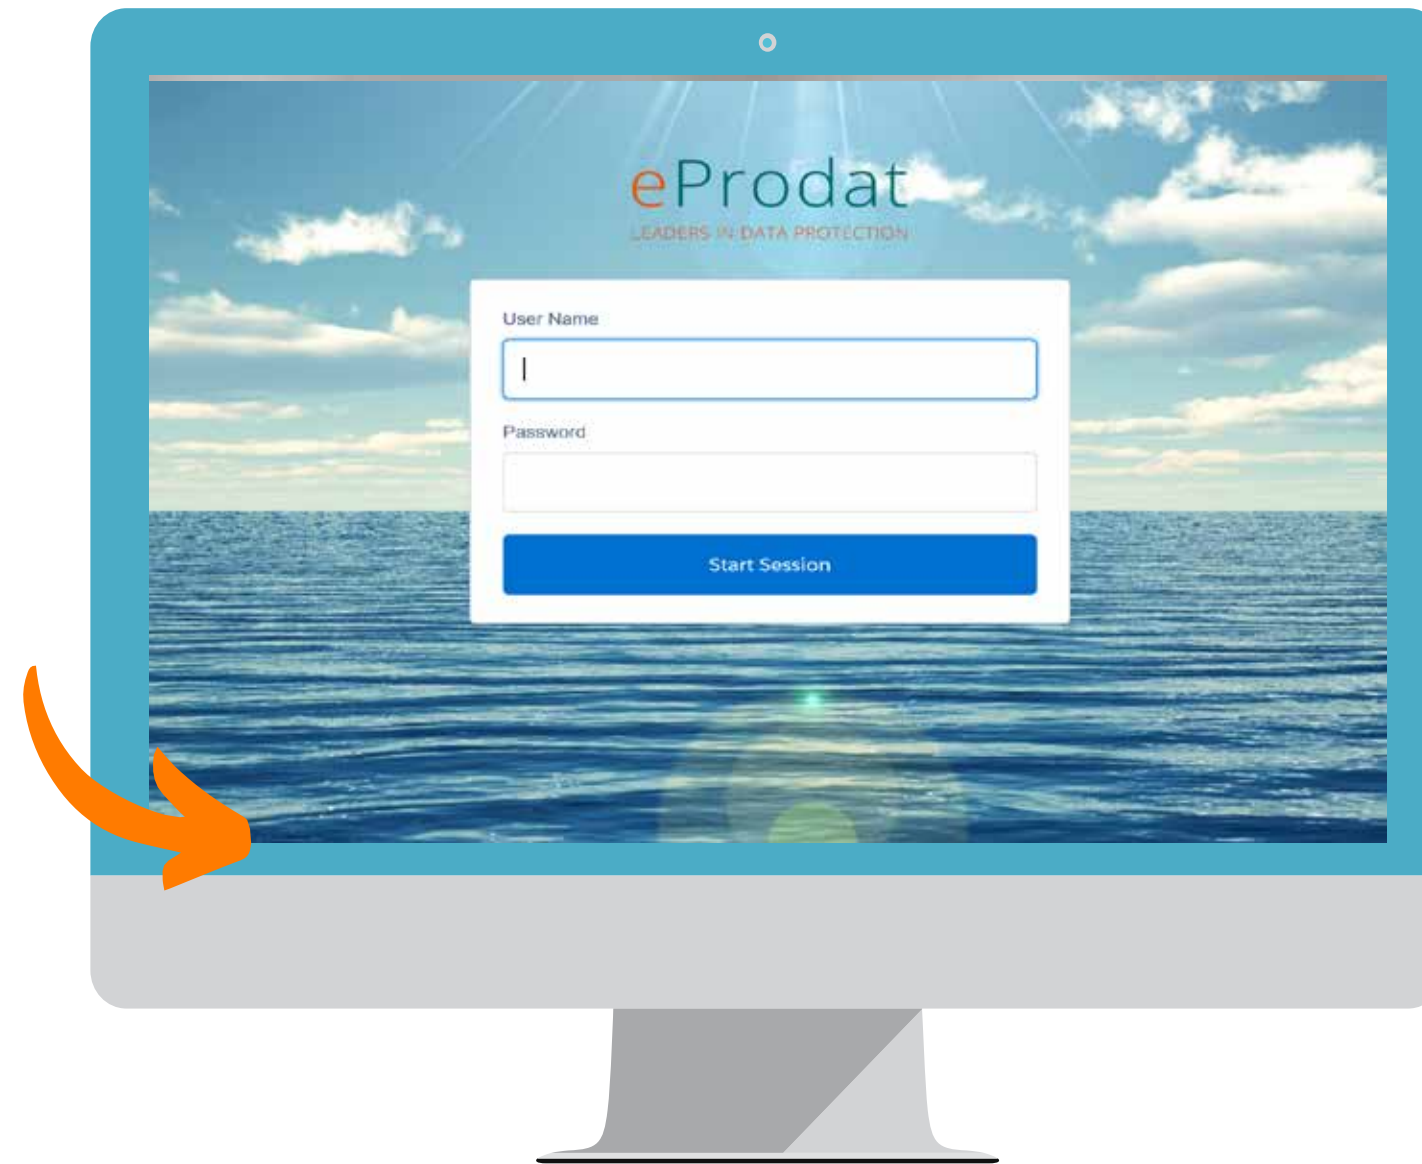 eProdat
LEADERS IN DATA PROTECTION
User Name
Password
Start Session